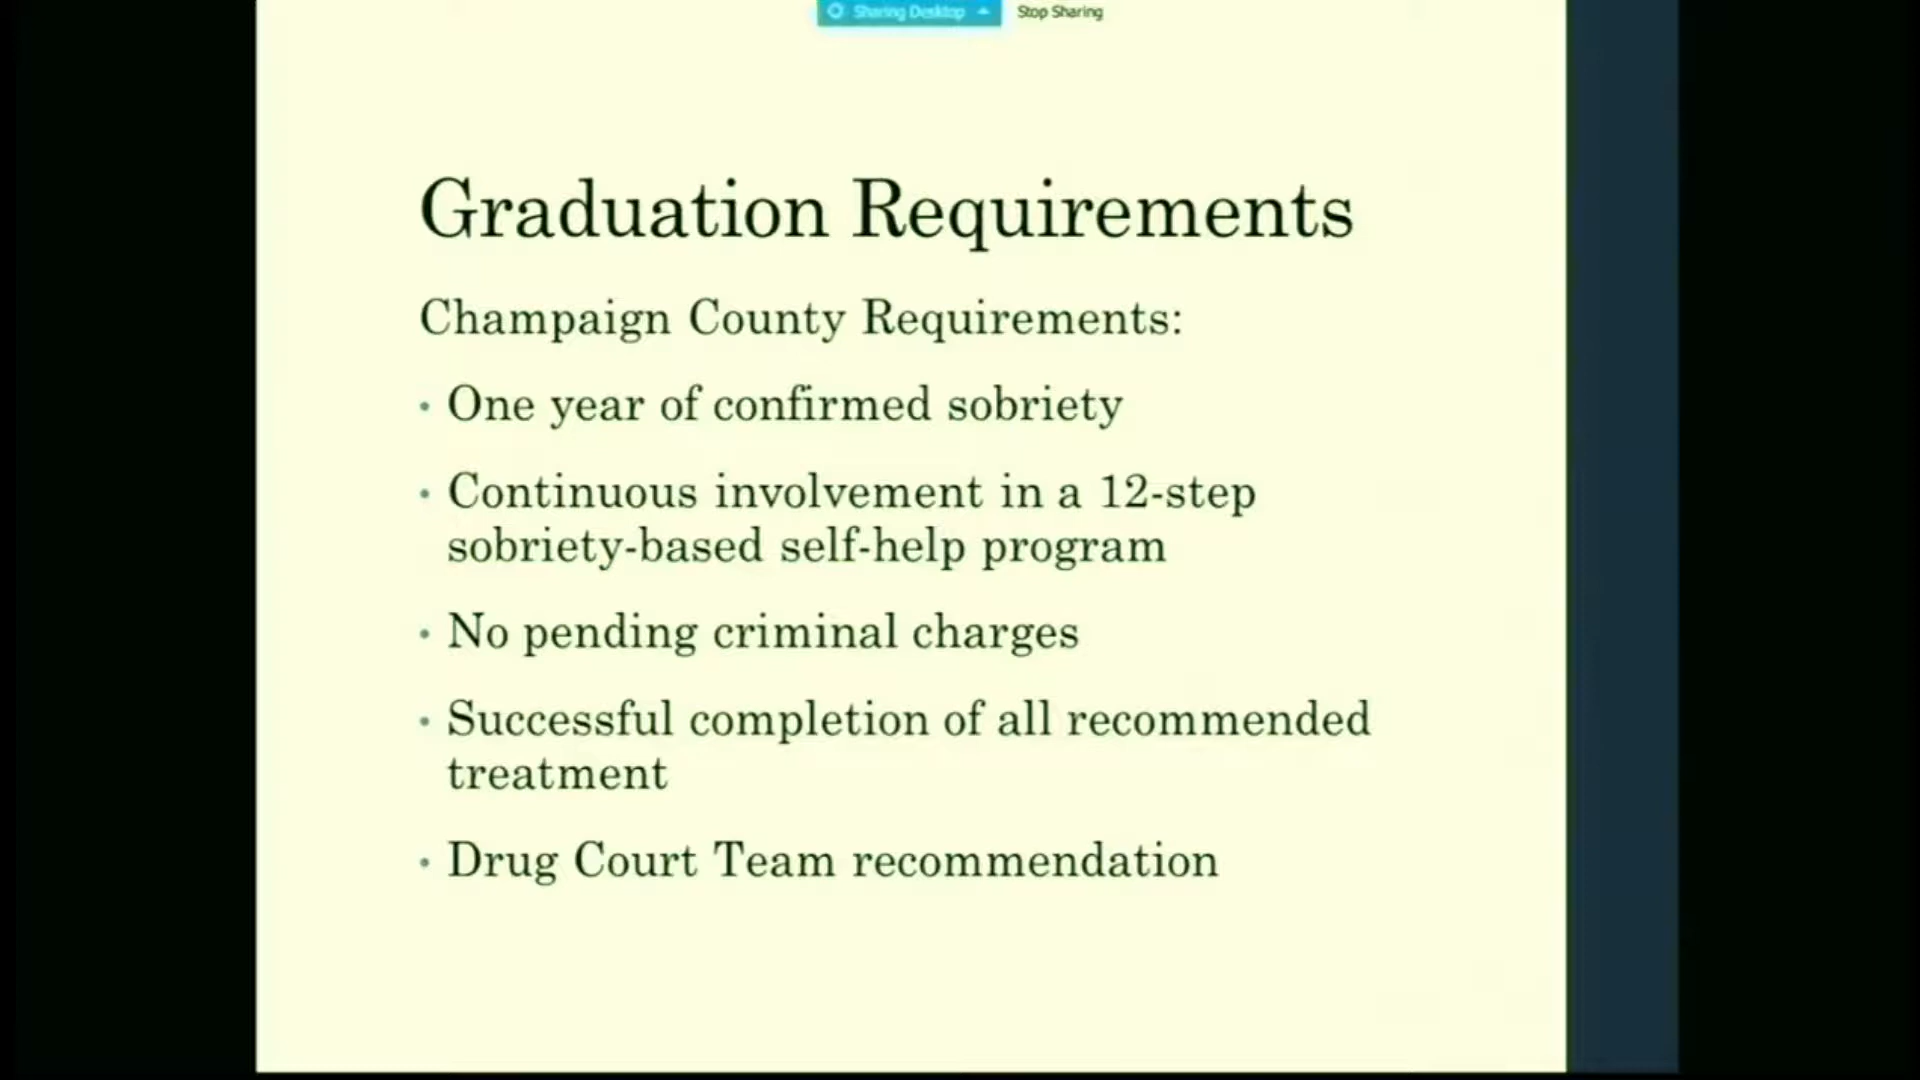 Sharing Desktop Stop Sharing
Graduation Requirements
Champaign County Requirements:
• One year of confirmed sobriety
• Continuous involvement in a 12-step
sobriety-based self-help program
• No pending criminal charges
• Successful completion of all recommended
treatment
• Drug Court Team recommendation